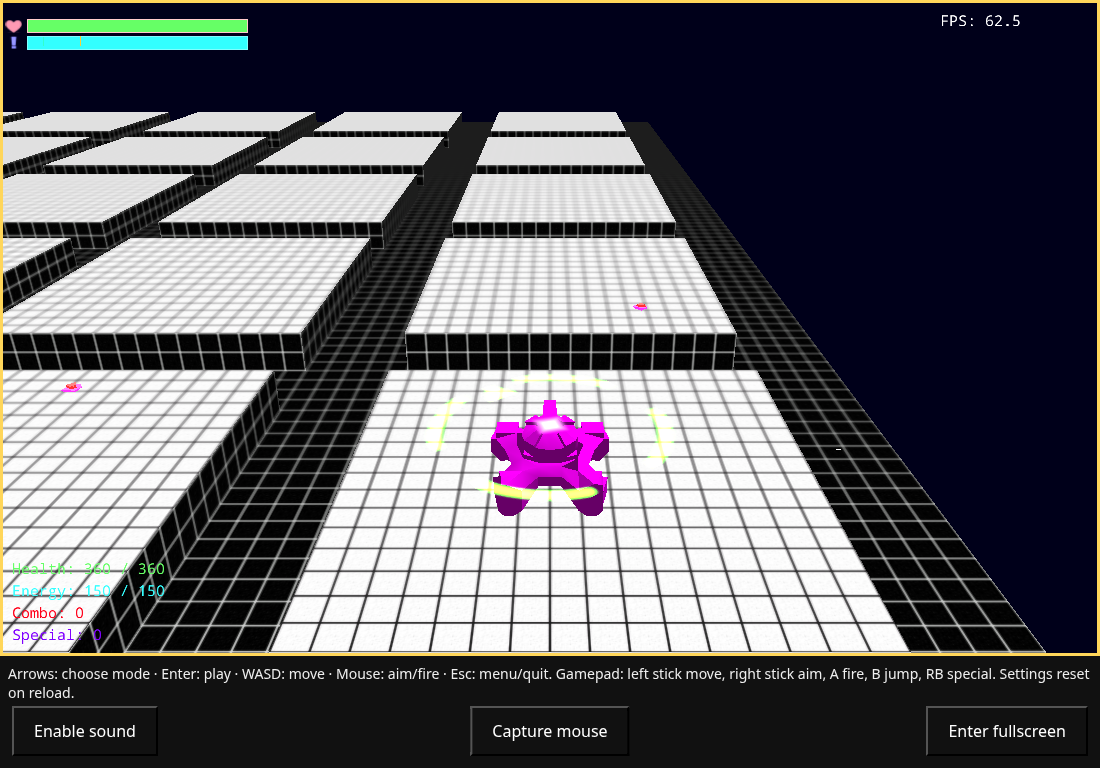 FPS: 62.5
Health: 360 / 360
Energy: 150 / 150
Combo: 0
Special: 0
Arrows: choose mode · Enter: play · WASD: move · Mouse: aim/fire · Esc: menu/quit. Gamepad: left stick move, right stick aim, A fire, B jump, RB special. Settings reset
on reload.
Enable sound
Capture mouse
Enter fullscreen